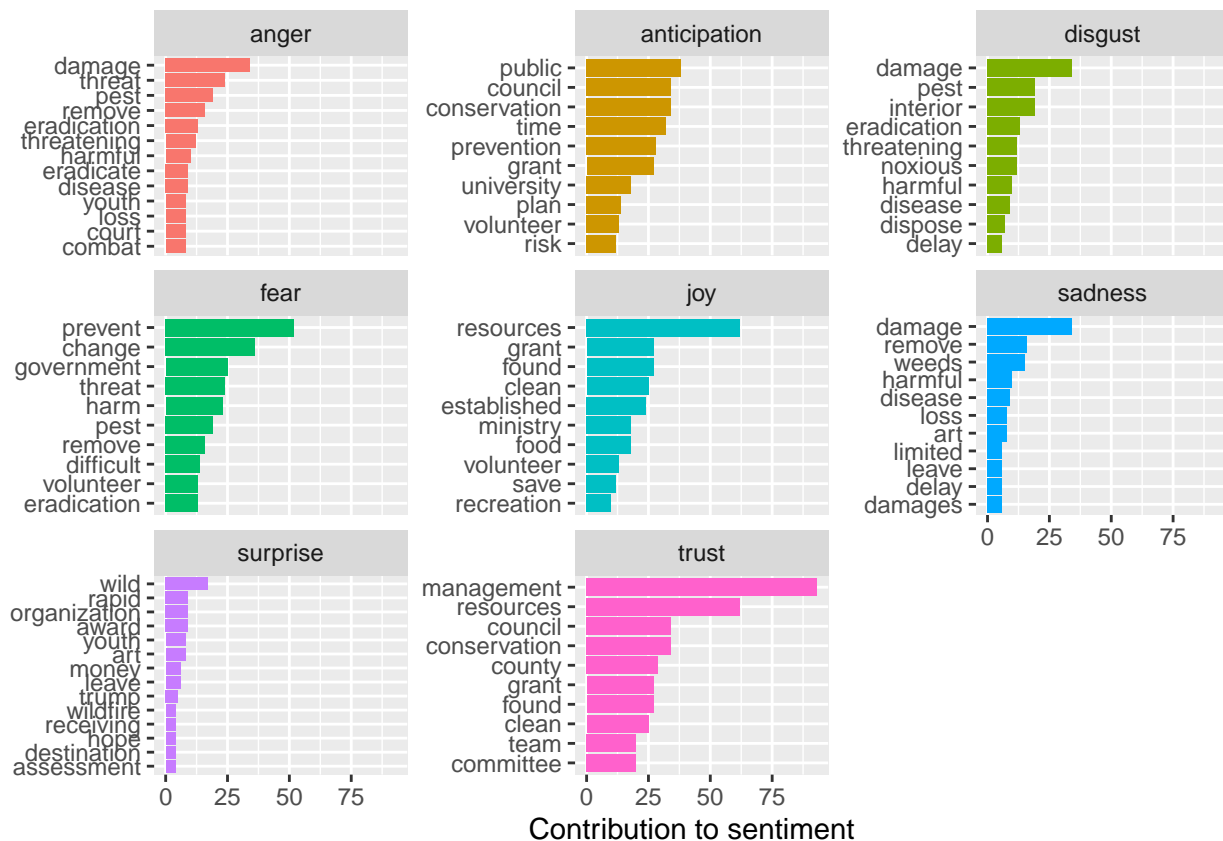 anger
damage
threat
pest
remove
eradication
threatening
harmful
eradicate
disease
youth
loss
court
combat
anticipation
public
council
conservation
time
prevention
grant
university
plan
volunteer
risk
disgust
damage
pest
interior
eradication
threatening
noxious
harmful
disease
dispose
delay
fear
prevent
change
government
threat
harm
pest
remove
difficult
volunteer
eradication
joy
resources
grant
found
clean
established
ministry
food
volunteer
save
recreation
sadness
damage
remove
weeds
harmful
disease
loss
art
limited
leave
delay
damages
0 25 50 75
surprise
wild
rapid
organization
award
youth
art
money
leave
trump
wildfire
receiving
hope
destination
assessment
0 25 50 75
trust
management
resources
council
conservation
county
grant
found
clean
team
committee
0 25 50 75
Contribution to sentiment